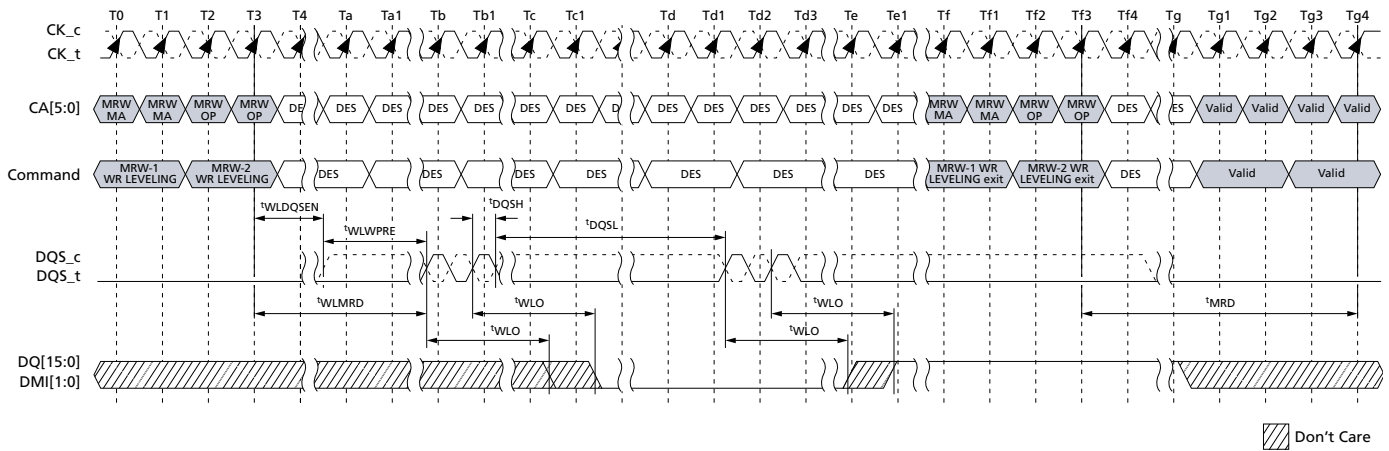 T0 T1 T2 T3 T4 Ta Ta1 Tb Tb1 Tc Tc1 Td Td1 Td2 Td3 Te Te1 Tf Tf1 Tf2 Tf3 Tf4 Tg Tg1 Tg2 Tg3 Tg4
CK_c
CK_t
CA[5:0]
MRW MRW MRW MRW DE DES DES DES DES DES DES D DES DES DES DES DES DES MRW MRW MRW MRW DES ES Valid Valid Valid Valid
MA MA OP OP MA MA OP OP
Command
MRW-1 MRW-2 DES DES DES DES DES DES DES MRW-1 WR MRW-2 WR DES Valid Valid
WR LEVELING WR LEVELING LEVELING exit LEVELING exit
tWLDQSEN
tDQSH
tWLWPRE
tDQSL
DQS_c
DQS_t
tWLMRD tWLO tWLO tMRD
tWLO tWLO
DQ[15:0]
DMI[1:0]
Don't Care